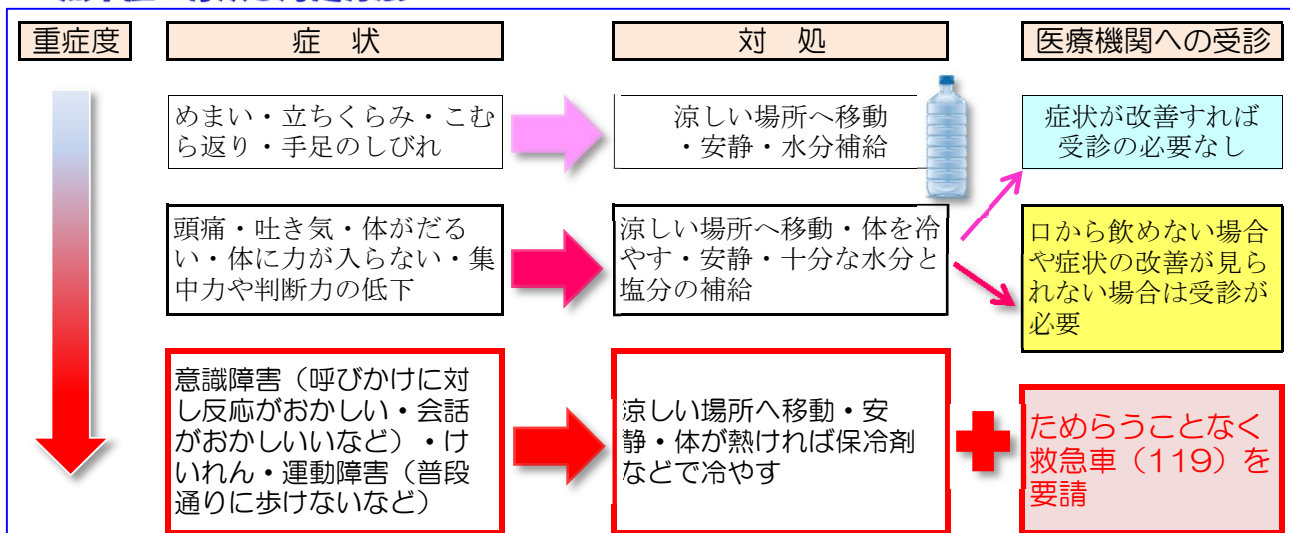 重症度
症 状
対 処
医療機関への受診
めまい・立ちくらみ・こむ
ら返り・手足のしびれ
涼しい場所へ移動
・安静・水分補給
症状が改善すれば
受診の必要なし
頭痛・吐き気・体がだる
い・体に力が入らない・集
中力や判断力の低下
涼しい場所へ移動・体を冷
やす・安静・十分な水分と
塩分の補給
口から飲めない場合
や症状の改善が見ら
れない場合は受診が
必要
意識障害（呼びかけに対
し反応がおかしい・会話
がおかしいいなど）・け
いれん・運動障害（普段
通りに歩けないなど）
涼しい場所へ移動・安
静・体が熱ければ保冷剤
などで冷やす
ためらうことなく
救急車（119）を
要請